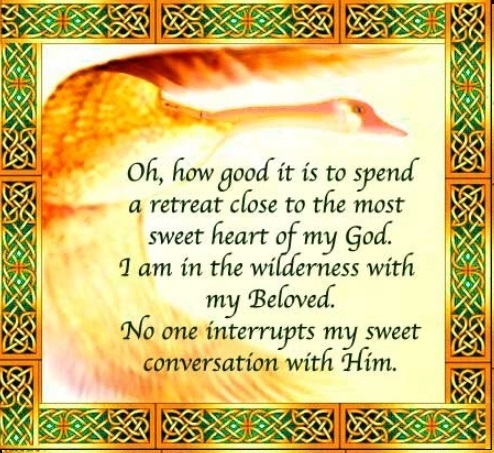 Oh, how good it is to spend
a retreat close to the most
sweet heart of my God.
I am in the wilderness with
my Beloved.
No one interrupts my sweet
conversation with Him.